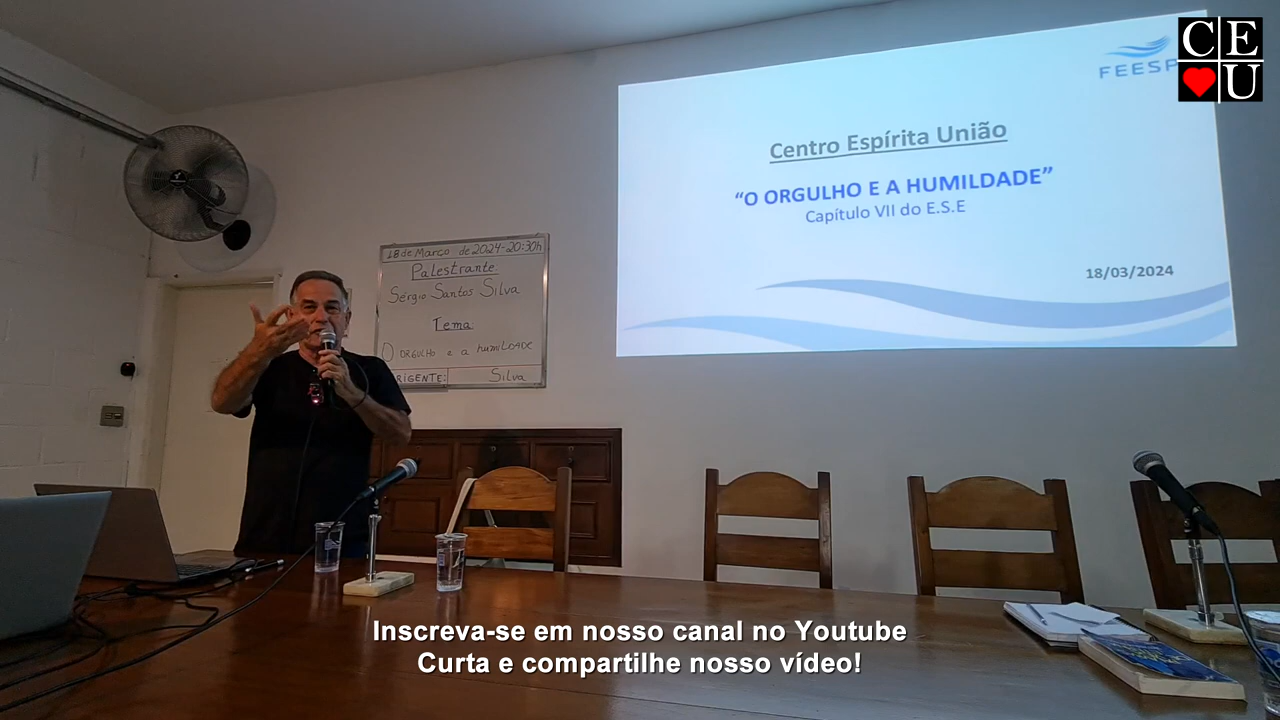 C E
U
FEESP
Centro Espírita União
“O ORGULHO E A HUMILDADE”
Capítulo VII do E.S.E
18/03/2024
18 de Março de 2024-20:30h
Palestrante:
Sérgio Santos Silva
Tema:
O ORGULHO e a humiLDADE
RIGENTE: Silva
Inscreva-se em nosso canal no Youtube
Curta e compartilhe nosso vídeo!